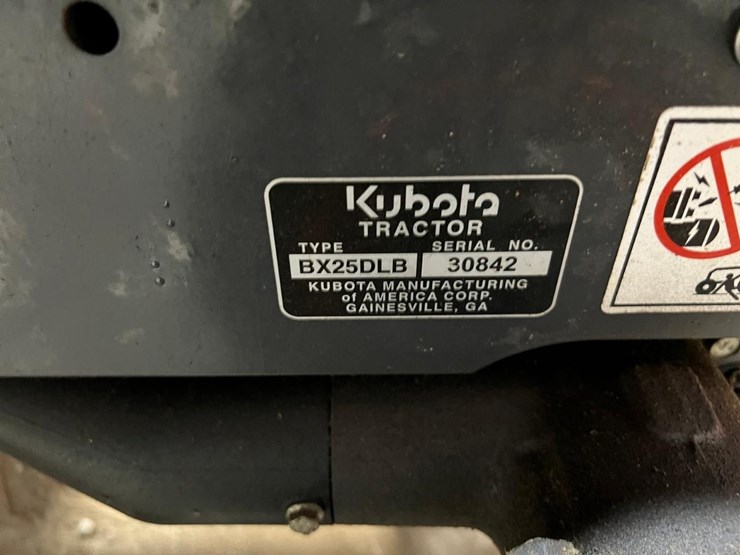 Kubota
TRACTOR
TYPE SERIAL NO.
BX25DLB 30842
KUBOTA MANUFACTURING
of AMERICA CORP.
GAINESVILLE, GA